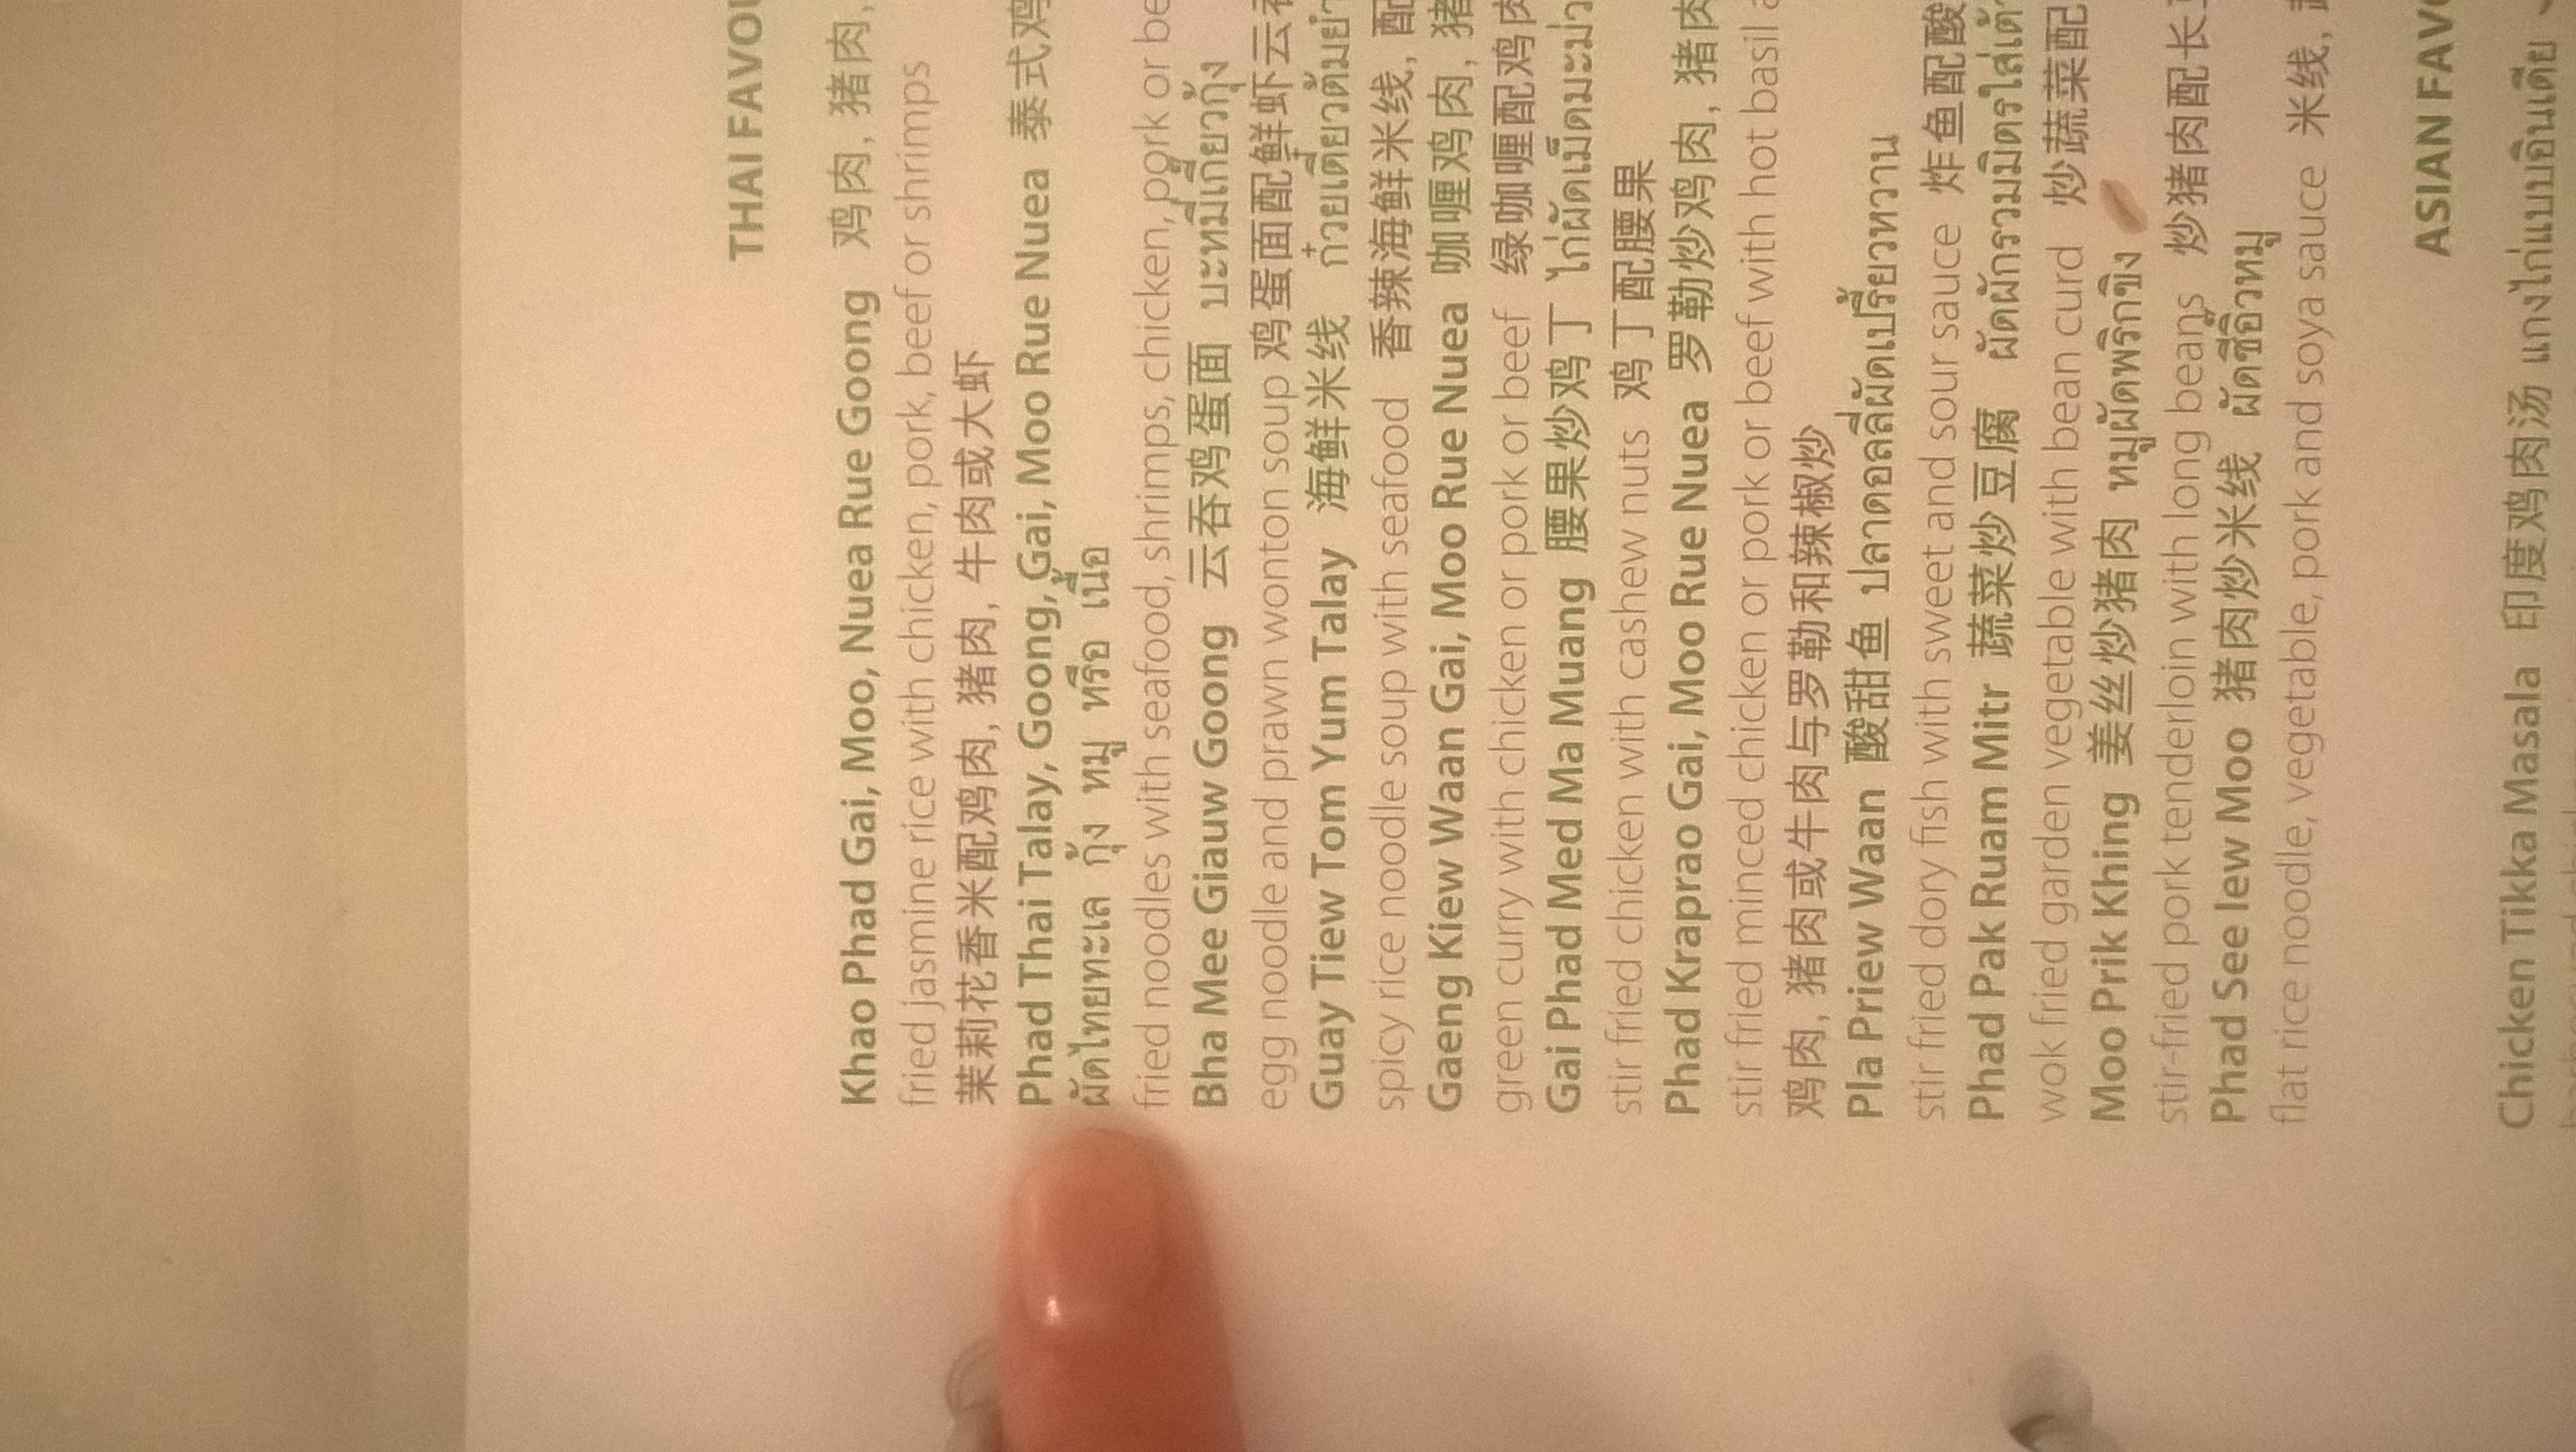 THAI FAVOU
Khao Phad Gai, Moo, Nuea Rue Goong 鸡肉, 猪肉,
fried jasmine rice with chicken, pork, beef or shrimps
茉莉花香米配鸡肉, 猪肉, 牛肉或大虾
Phad Thai Talay, Goong, Gai, Moo Rue Nuea 泰式鸡
ผัดไทยทะเล กุ้ง หมู หรือ เนื้อ
fried noodles with seafood, shrimps, chicken, pork or be
Bha Mee Giauw Goong 云吞鸡蛋面 บะหมี่เกี๊ยวกุ้ง
egg noodle and prawn wonton soup 鸡蛋面配鲜虾云吞
Guay Tiew Tom Yum Talay 海鲜米线 ก๋วยเตี๋ยวต้มยำ
spicy rice noodle soup with seafood 香辣海鲜米线, 配
Gaeng Kiew Waan Gai, Moo Rue Nuea 咖喱鸡肉, 猪
green curry with chicken or pork or beef 绿咖喱配鸡肉
Gai Phad Med Ma Muang 腰果炒鸡丁 ไก่ผัดเม็ดมะม่ว
stir fried chicken with cashew nuts 鸡丁配腰果
Phad Kraprao Gai, Moo Rue Nuea 罗勒炒鸡肉, 猪肉
stir fried minced chicken or pork or beef with hot basil a
鸡肉, 猪肉或牛肉与罗勒和辣椒炒
Pla Priew Waan 酸甜鱼 ปลาดอลลี่ผัดเปรี้ยวหวาน
stir fried dory fish with sweet and sour sauce 炸鱼配酸
Phad Pak Ruam Mitr 蔬菜炒豆腐 ผัดผักรวมมิตรใส่เต้า
wok fried garden vegetable with bean curd 炒蔬菜配
Moo Prik Khing 姜丝炒猪肉 หมูผัดพริกขิง
stir-fried pork tenderloin with long beans 炒猪肉配长
Phad See Iew Moo 猪肉炒米线 ผัดซีอิ๊วหมู
flat rice noodle, vegetable, pork and soya sauce 米线,
ASIAN FAVO
Chicken Tikka Masala 印度鸡肉汤 แกงไก่แบบอินเดีย